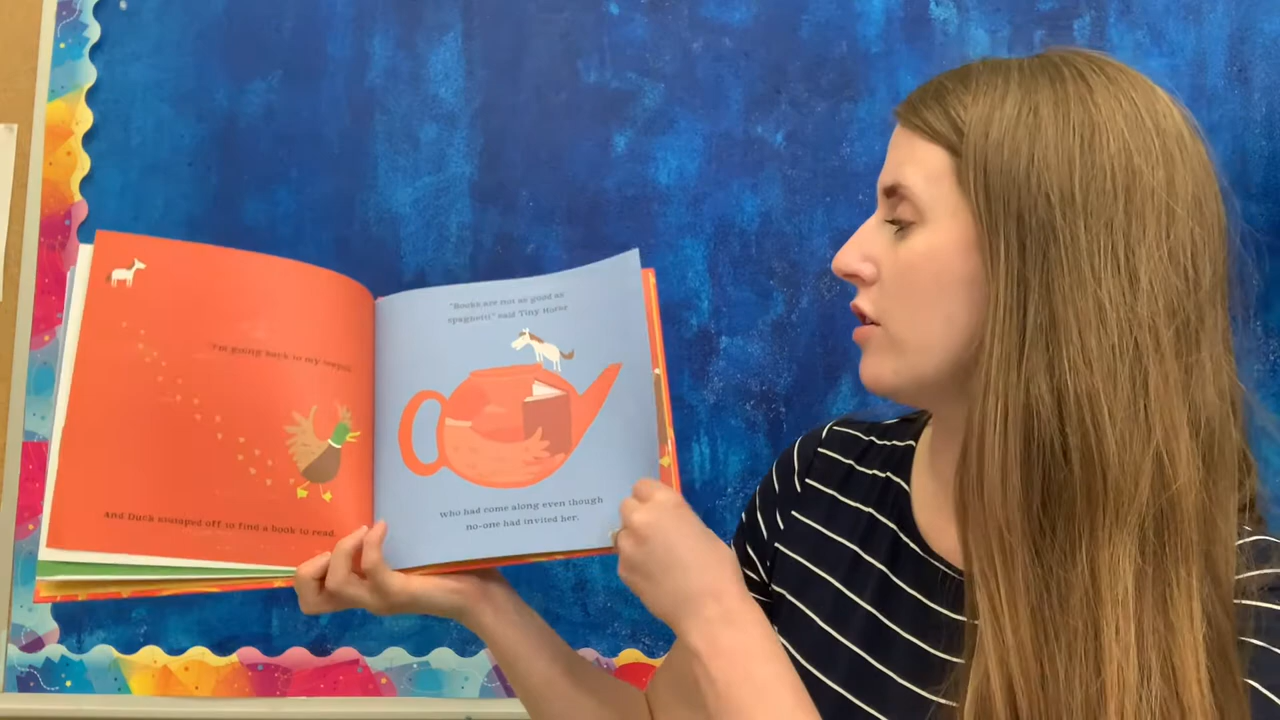 "I'm going back to my teapot."
And Duck stomped off to find a book to read.
"Books are not as good as
spaghetti" said Tiny Horse
Who had come along even though
no-one had invited her.